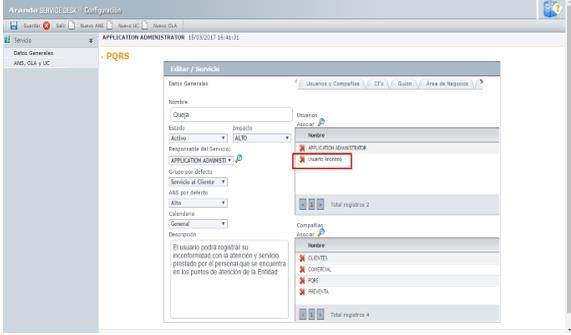 Aranda SERVICE DESK | Configuración
Guardar Salir Nuevo ANS Nuevo UC Nuevo OLA
Servicio
Datos Generales
ANS, OLA y UC
APPLICATION ADMINISTRATOR 15/03/2017 16:41:31
PQRS
Editar / Servicio
Datos Generales
Usuarios y Compañías CI's Guion Área de Negocios
Nombre
Queja
Estado Impacto
Activo ALTO
Responsable del Servicio:
APPLICATION ADMINISTI
Grupo por defecto
Servicio al Cliente
ANS por defecto
Alto
Calendario
General
Descripción
El usuario podrá registrar su
inconformidad con la atención y servicio
prestado por el personal que se encuentra
en los puntos de atención de la Entidad.
Usuarios
Asociar
Nombre
APPLICATION ADMINISTRATOR
Usuario Anonimo
1 Total registros 2
Compañías
Asociar
Nombre
CLIENTES
COMERCIAL
PQRS
PREVENTA
1 Total registros 4